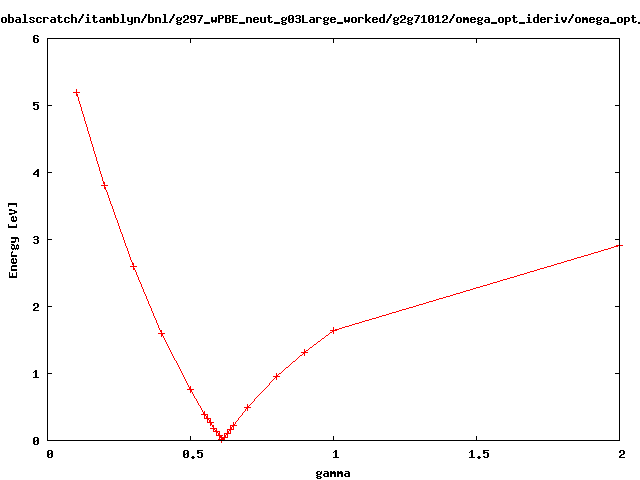 obalscratch/itamblyn/bnl/g297_wPBE_neut_g03Large_worked/g2g71012/omega_opt_ideriv/omega_opt_
6
5
4
3
2
1
0
Energy [eV]
0 0.5 1 1.5 2
gamma